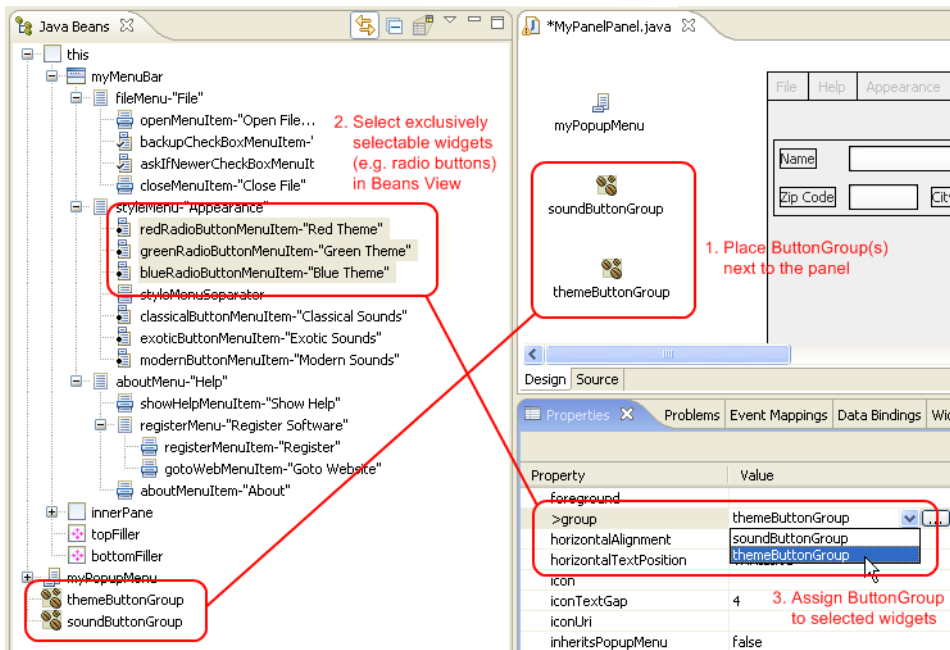 Java Beans
this
myMenuBar
fileMenu-"File"
openMenuItem-"Open File...
backupCheckBoxMenuItem-'
askIfNewerCheckBoxMenuIt
closeMenuItem-"Close File"
styleMenu-"Appearance"
redRadioButtonMenuItem-"Red Theme"
greenRadioButtonMenuItem-"Green Theme"
blueRadioButtonMenuItem-"Blue Theme"
styleMenuSeparator
classicalButtonMenuItem-"Classical Sounds"
exoticButtonMenuItem-"Exotic Sounds"
modernButtonMenuItem-"Modern Sounds"
aboutMenu-"Help"
showHelpMenuItem-"Show Help"
registerMenu-"Register Software"
registerMenuItem-"Register"
gotoWebMenuItem-"Goto Website"
aboutMenuItem-"About"
innerPane
topFiller
bottomFiller
myPopupMenu
themeButtonGroup
soundButtonGroup
2. Select exclusively
selectable widgets
(e.g. radio buttons)
in Beans View
*MyPanelPanel.java
myPopupMenu
soundButtonGroup
themeButtonGroup
File Help Appearance
Name
Zip Code
1. Place ButtonGroup(s)
next to the panel
Design Source
Properties Problems Event Mappings Data Bindings
Property Value
foreground
>group themeButtonGroup ...
horizontalAlignment soundButtonGroup
horizontalTextPosition themeButtonGroup
icon
iconTextGap 4
iconUri
inheritsPopupMenu false
3. Assign ButtonGroup
to selected widgets